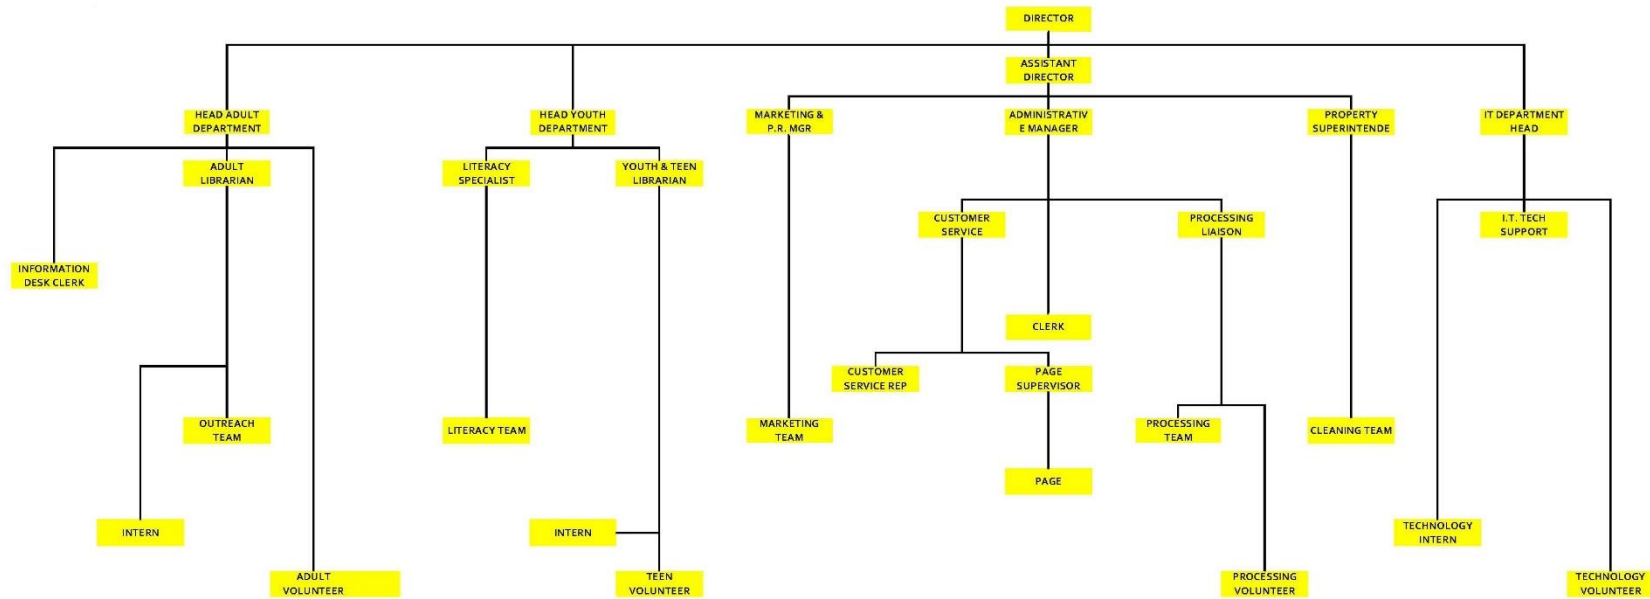 DIRECTOR
ASSISTANT
DIRECTOR
HEAD ADULT
DEPARTMENT
HEAD YOUTH
DEPARTMENT
MARKETING &
P.R. MGR
ADMINISTRATIV
E MANAGER
PROPERTY
SUPERINTENDE
IT DEPARTMENT
HEAD
ADULT
LIBRARIAN
LITERACY
SPECIALIST
YOUTH & TEEN
LIBRARIAN
CUSTOMER
SERVICE
PROCESSING
LIAISON
I.T. TECH
SUPPORT
INFORMATION
DESK CLERK
CLERK
CUSTOMER
SERVICE REP
PAGE
SUPERVISOR
OUTREACH
TEAM
LITERACY TEAM
MARKETING
TEAM
PROCESSING
TEAM
CLEANING TEAM
PAGE
INTERN
INTERN
TECHNOLOGY
INTERN
ADULT
VOLUNTEER
TEEN
VOLUNTEER
PROCESSING
VOLUNTEER
TECHNOLOGY
VOLUNTEER